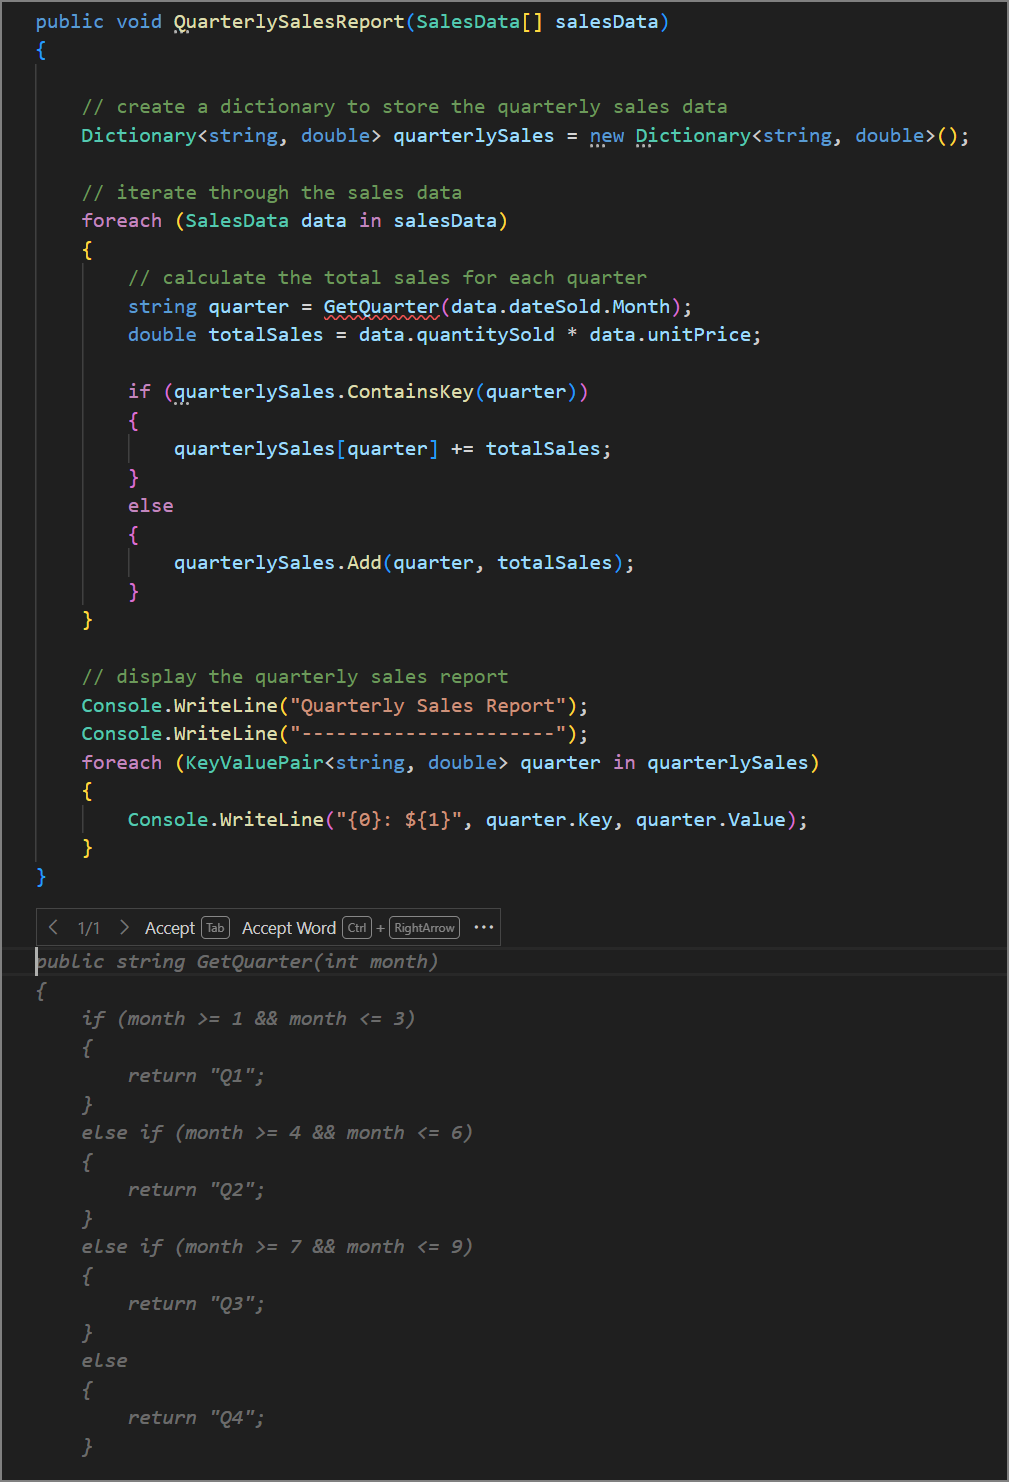 public void QuarterlySalesReport(SalesData[] salesData)
{
// create a dictionary to store the quarterly sales data
Dictionary<string, double> quarterlySales = new Dictionary<string, double>();
// iterate through the sales data
foreach (SalesData data in salesData)
{
// calculate the total sales for each quarter
string quarter = GetQuarter(data.dateSold.Month);
double totalSales = data.quantitySold * data.unitPrice;
if (quarterlySales.ContainsKey(quarter))
{
quarterlySales[quarter] += totalSales;
}
else
{
quarterlySales.Add(quarter, totalSales);
}
}
// display the quarterly sales report
Console.WriteLine("Quarterly Sales Report");
Console.WriteLine("----------------------");
foreach (KeyValuePair<string, double> quarter in quarterlySales)
{
Console.WriteLine("{0}: ${1}", quarter.Key, quarter.Value);
}
}
< 1/1 > Accept Tab Accept Word Ctrl + RightArrow ···
public string GetQuarter(int month)
{
if (month >= 1 && month <= 3)
{
return "Q1";
}
else if (month >= 4 && month <= 6)
{
return "Q2";
}
else if (month >= 7 && month <= 9)
{
return "Q3";
}
else
{
return "Q4";
}